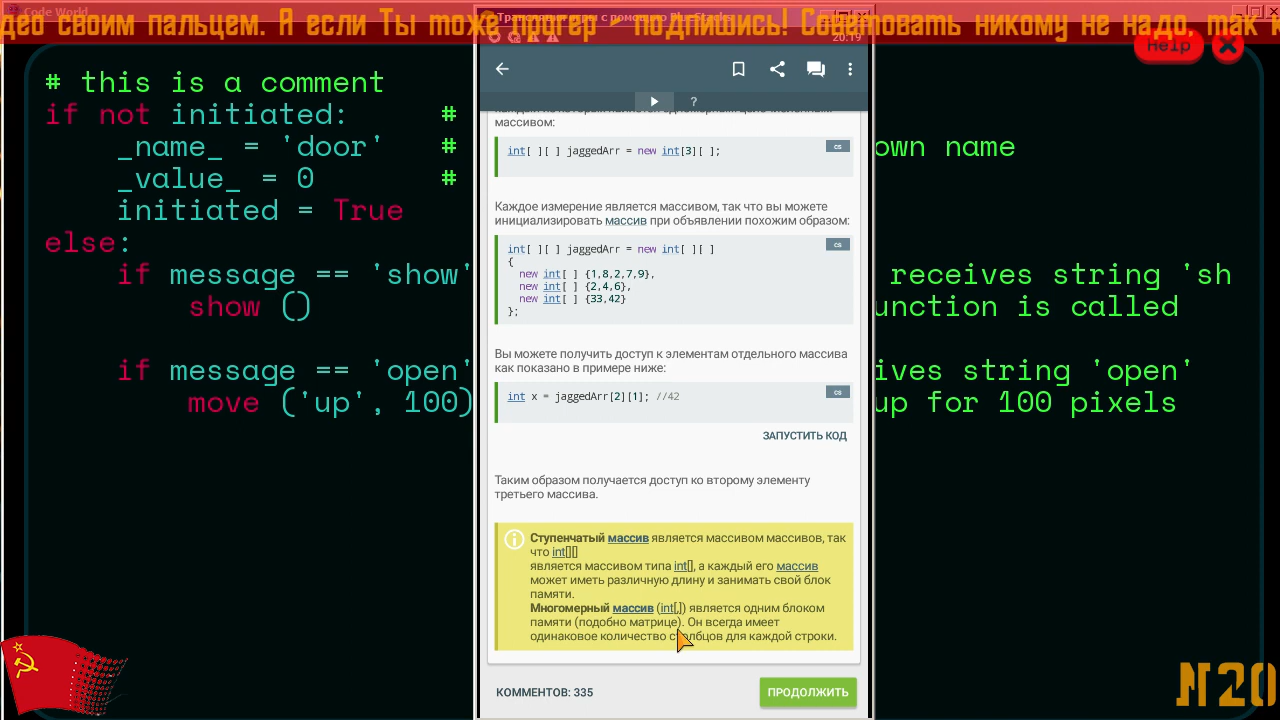 Code World
Трансляция игры с помощью BlueStacks
део своим пальцем. А если Ты тоже прогер - подпишись! Советовать никому не надо, так к
20:19
Help
# this is a comment
if not initiated: #
_name_ = 'door' # own name
_value_ = 0 #
initiated = True
else:
if message == 'show' receives string 'sh
show () unction is called
if message == 'open' ives string 'open'
move ('up', 100) up for 100 pixels
?
массивом:
int[ ][ ] jaggedArr = new int[3][ ];
cs
Каждое измерение является массивом, так что вы можете
инициализировать массив при объявлении похожим образом:
int[ ][ ] jaggedArr = new int[ ][ ]
cs
{
new int[ ] {1,8,2,7,9},
new int[ ] {2,4,6},
new int[ ] {33,42}
};
Вы можете получить доступ к элементам отдельного массива
как показано в примере ниже:
int x = jaggedArr[2][1]; //42
cs
ЗАПУСТИТЬ КОД
Таким образом получается доступ ко второму элементу
третьего массива.
Ступенчатый массив является массивом массивов, так
что int[][]
является массивом типа int[], а каждый его массив
может иметь различную длину и занимать свой блок
памяти.
Многомерный массив (int[,]) является одним блоком
памяти (подобно матрице). Он всегда имеет
одинаковое количество столбцов для каждой строки.
КОММЕНТОВ: 335
ПРОДОЛЖИТЬ
N20